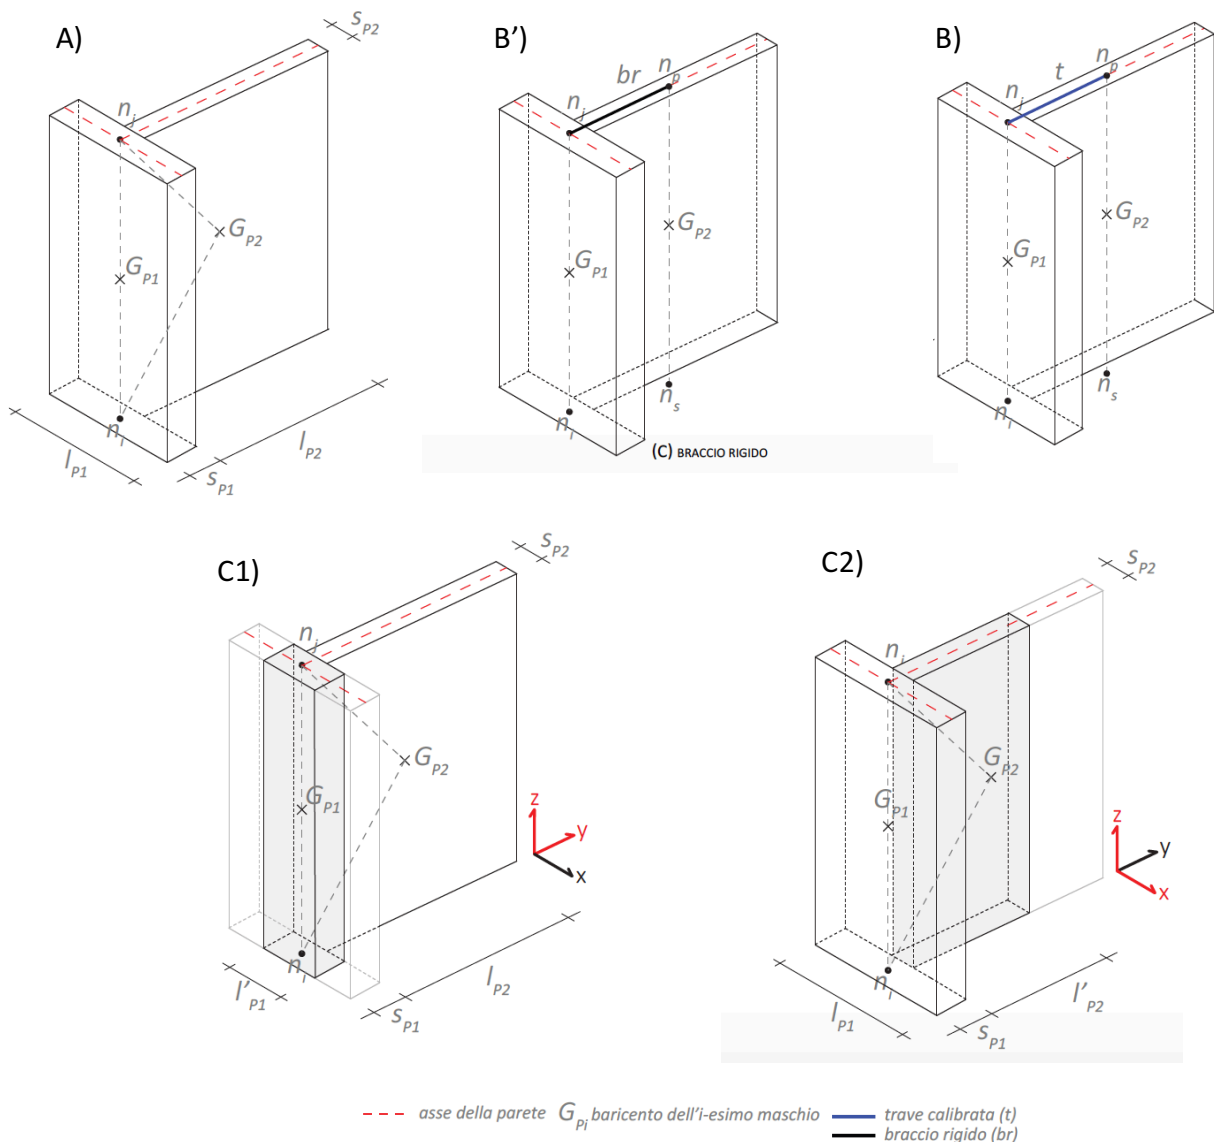 A)
s_P2
n_j
G_P2
G_P1
n_i
l_P1
s_P1
l_P2
B')
br
n_p
n_j
G_P2
G_P1
n_s
n_i
(C) BRACCIO RIGIDO
B)
t
n_p
n_j
G_P2
G_P1
n_s
n_i
C1)
s_P2
n_j
G_P2
G_P1
z
y
x
n_i
l'_P1
s_P1
l_P2
C2)
s_P2
n_i
G_P2
G_P1
z
y
x
n_i
l_P1
s_P1
l'_P2
asse della parete G_Pi baricento dell'i-esimo maschio trave calibrata (t)
braccio rigido (br)